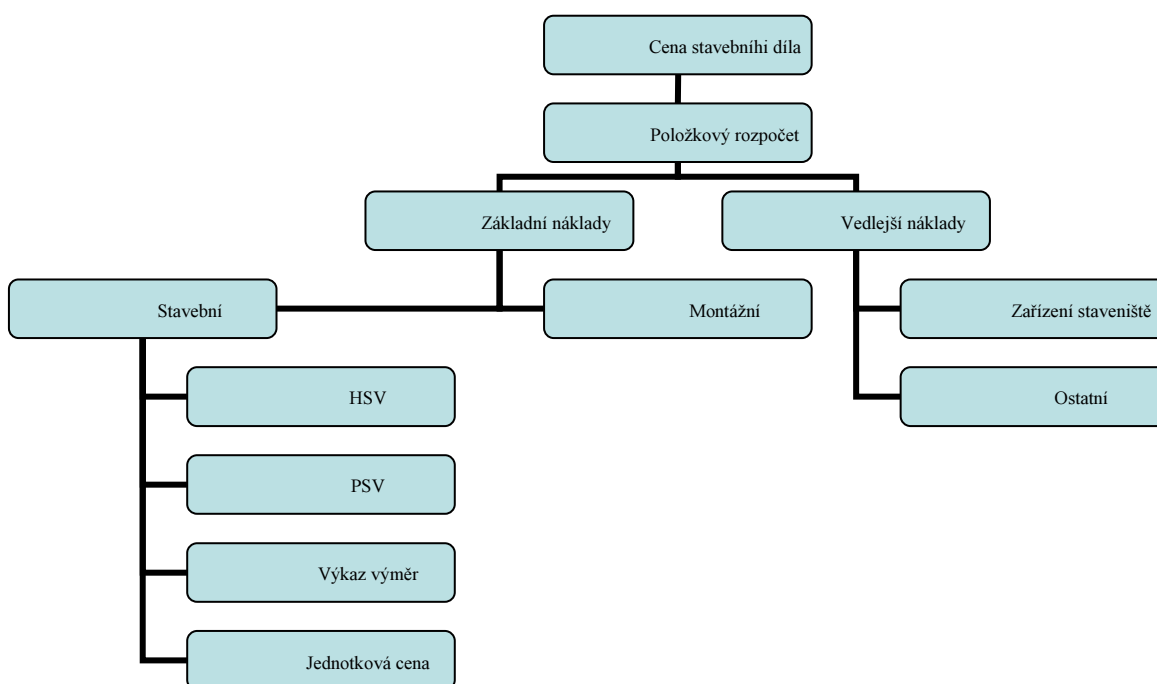 Cena stavebníhi díla
Položkový rozpočet
Základní náklady
Vedlejší náklady
Stavební
Montážní
Zařízení staveniště
HSV
Ostatní
PSV
Výkaz výměr
Jednotková cena